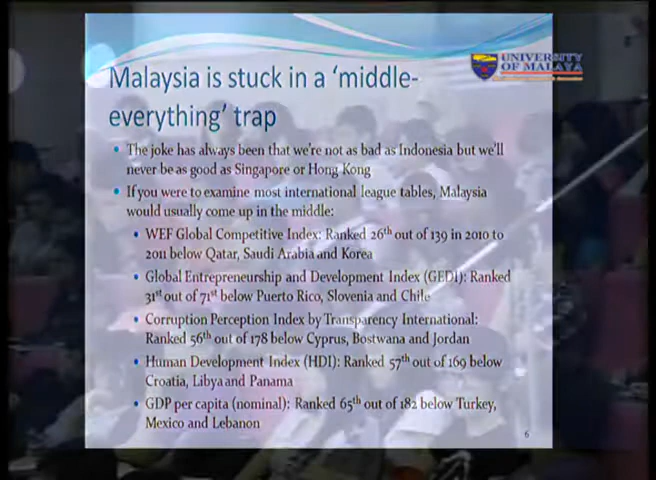 UNIVERSITY
OF MALAYA
Malaysia is stuck in a 'middle-
everything' trap
• The joke has always been that we're not as bad as Indonesia but we'll
never be as good as Singapore or Hong Kong
• If you were to examine most international league tables, Malaysia
would usually come up in the middle:
• WEF Global Competitive Index: Ranked 26th out of 139 in 2010 to
2011 below Qatar, Saudi Arabia and Korea
• Global Entrepreneurship and Development Index (GEDI): Ranked
31st out of 71st below Puerto Rico, Slovenia and Chile
• Corruption Perception Index by Transparency International:
Ranked 56th out of 178 below Cyprus, Bostwana and Jordan
• Human Development Index (HDI): Ranked 57th out of 169 below
Croatia, Libya and Panama
• GDP per capita (nominal): Ranked 65th out of 182 below Turkey,
Mexico and Lebanon
6